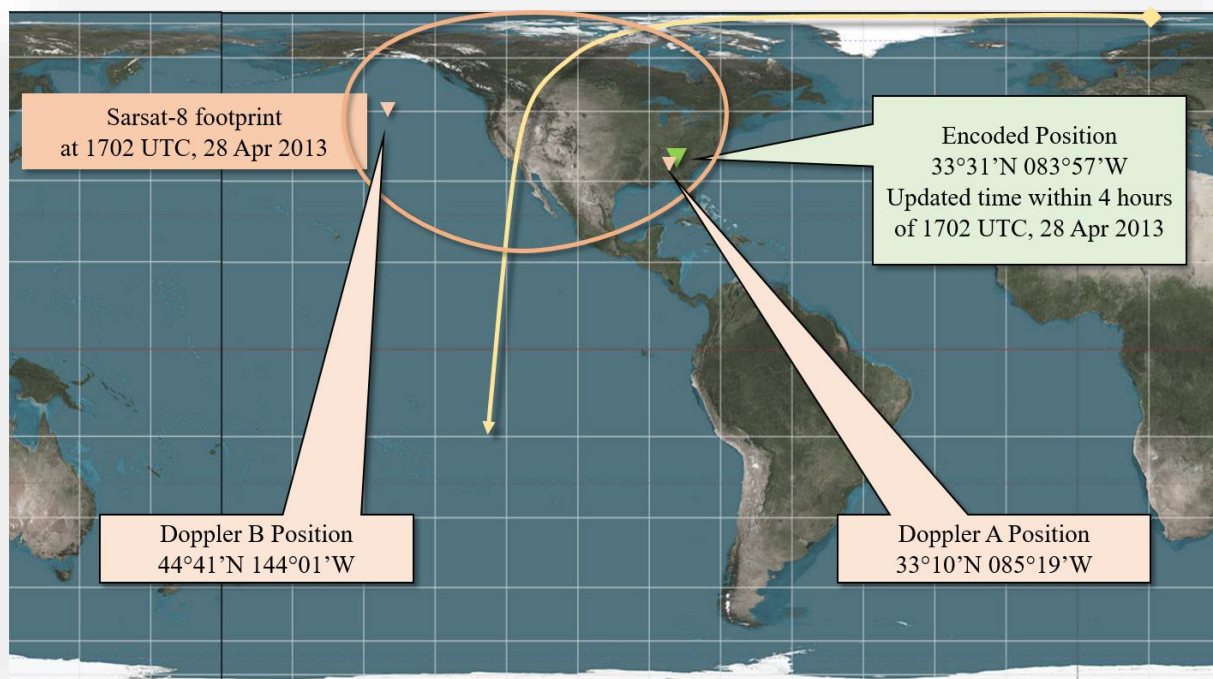 Sarsat-8 footprint
at 1702 UTC, 28 Apr 2013
Encoded Position
33°31’N 083°57’W
Updated time within 4 hours
of 1702 UTC, 28 Apr 2013
Doppler B Position
44°41’N 144°01’W
Doppler A Position
33°10’N 085°19’W